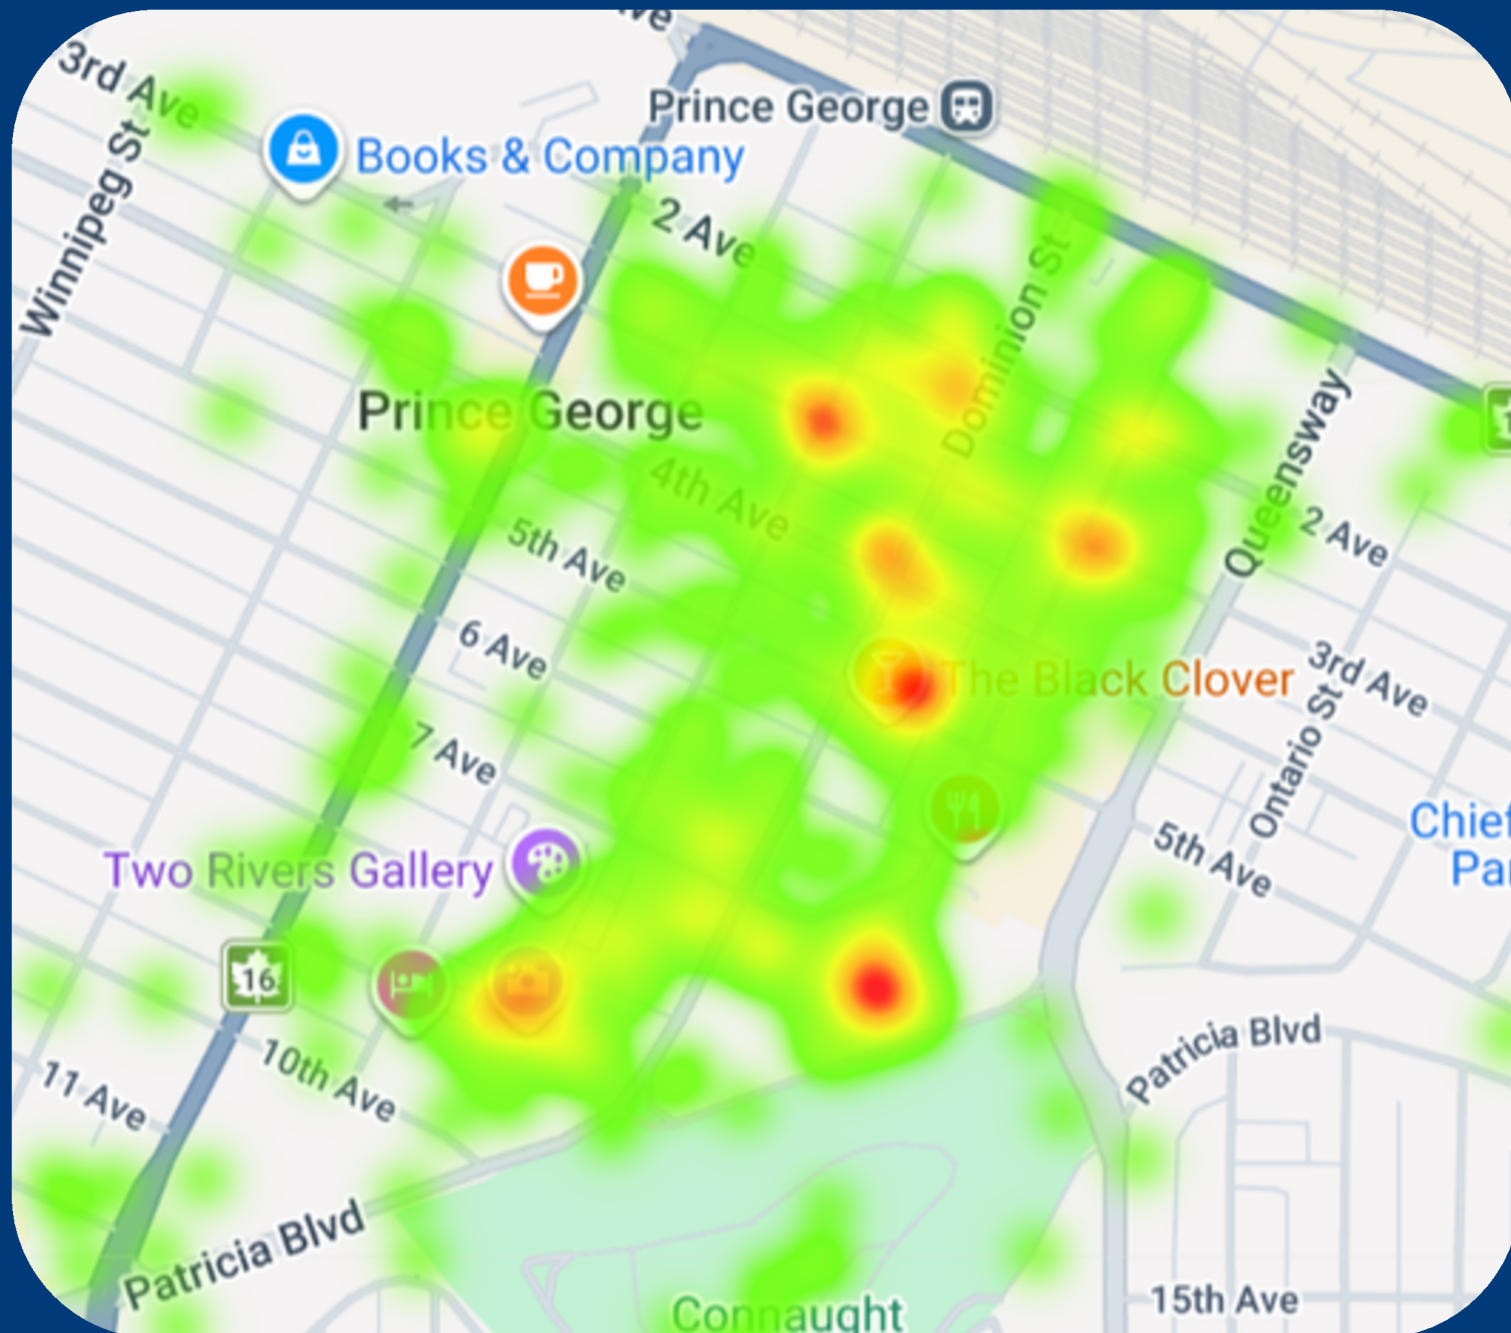 3rd Ave
Prince George
Books & Company
Winnipeg St
2 Ave
Dominion St
Prince George
Queensway
4th Ave
5th Ave
2 Ave
6 Ave
3rd Ave
The Black Clover
Ontario St
7 Ave
Chief
Pa
5th Ave
Two Rivers Gallery
16
Patricia Blvd
10th Ave
11 Ave
Patricia Blvd
15th Ave
Connaught